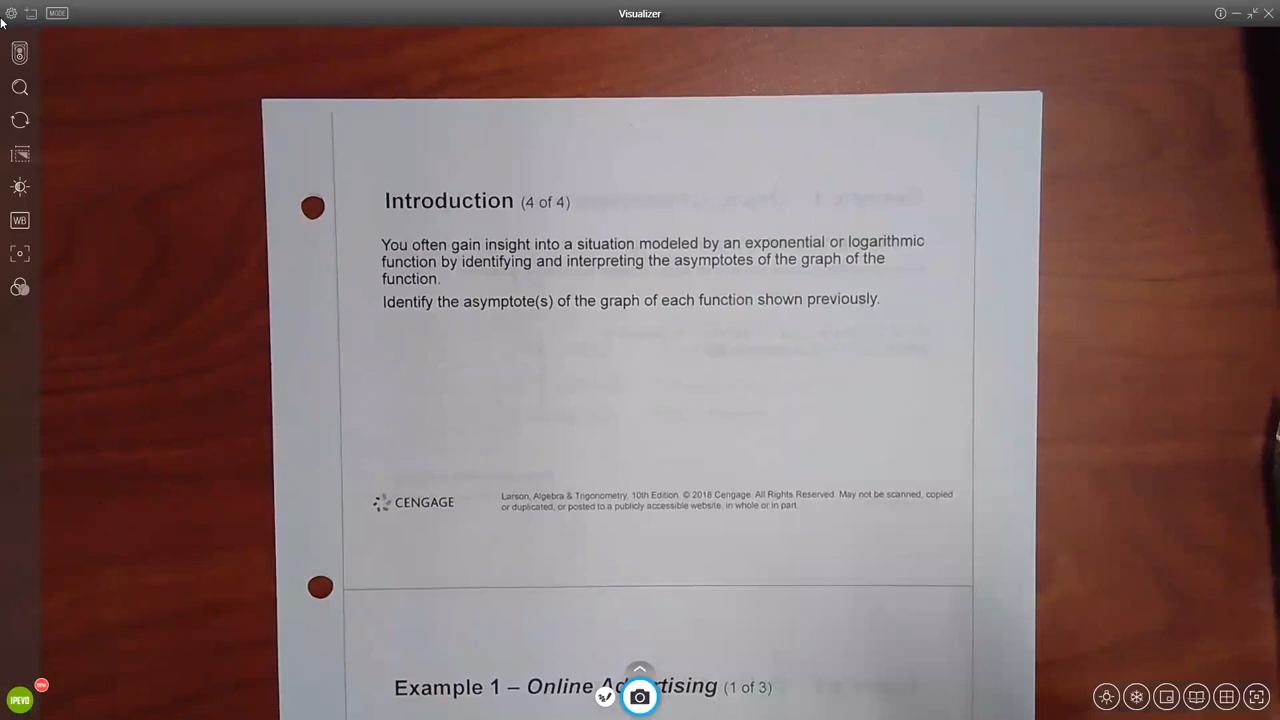 MODE
Visualizer
WB
Introduction (4 of 4)
You often gain insight into a situation modeled by an exponential or logarithmic
function by identifying and interpreting the asymptotes of the graph of the
function.
Identify the asymptote(s) of the graph of each function shown previously.
CENGAGE
Larson, Algebra & Trigonometry, 10th Edition. © 2018 Cengage. All Rights Reserved. May not be scanned, copied
or duplicated, or posted to a publicly accessible website, in whole or in part.
Example 1 – Online Advertising (1 of 3)
IPEVO
new